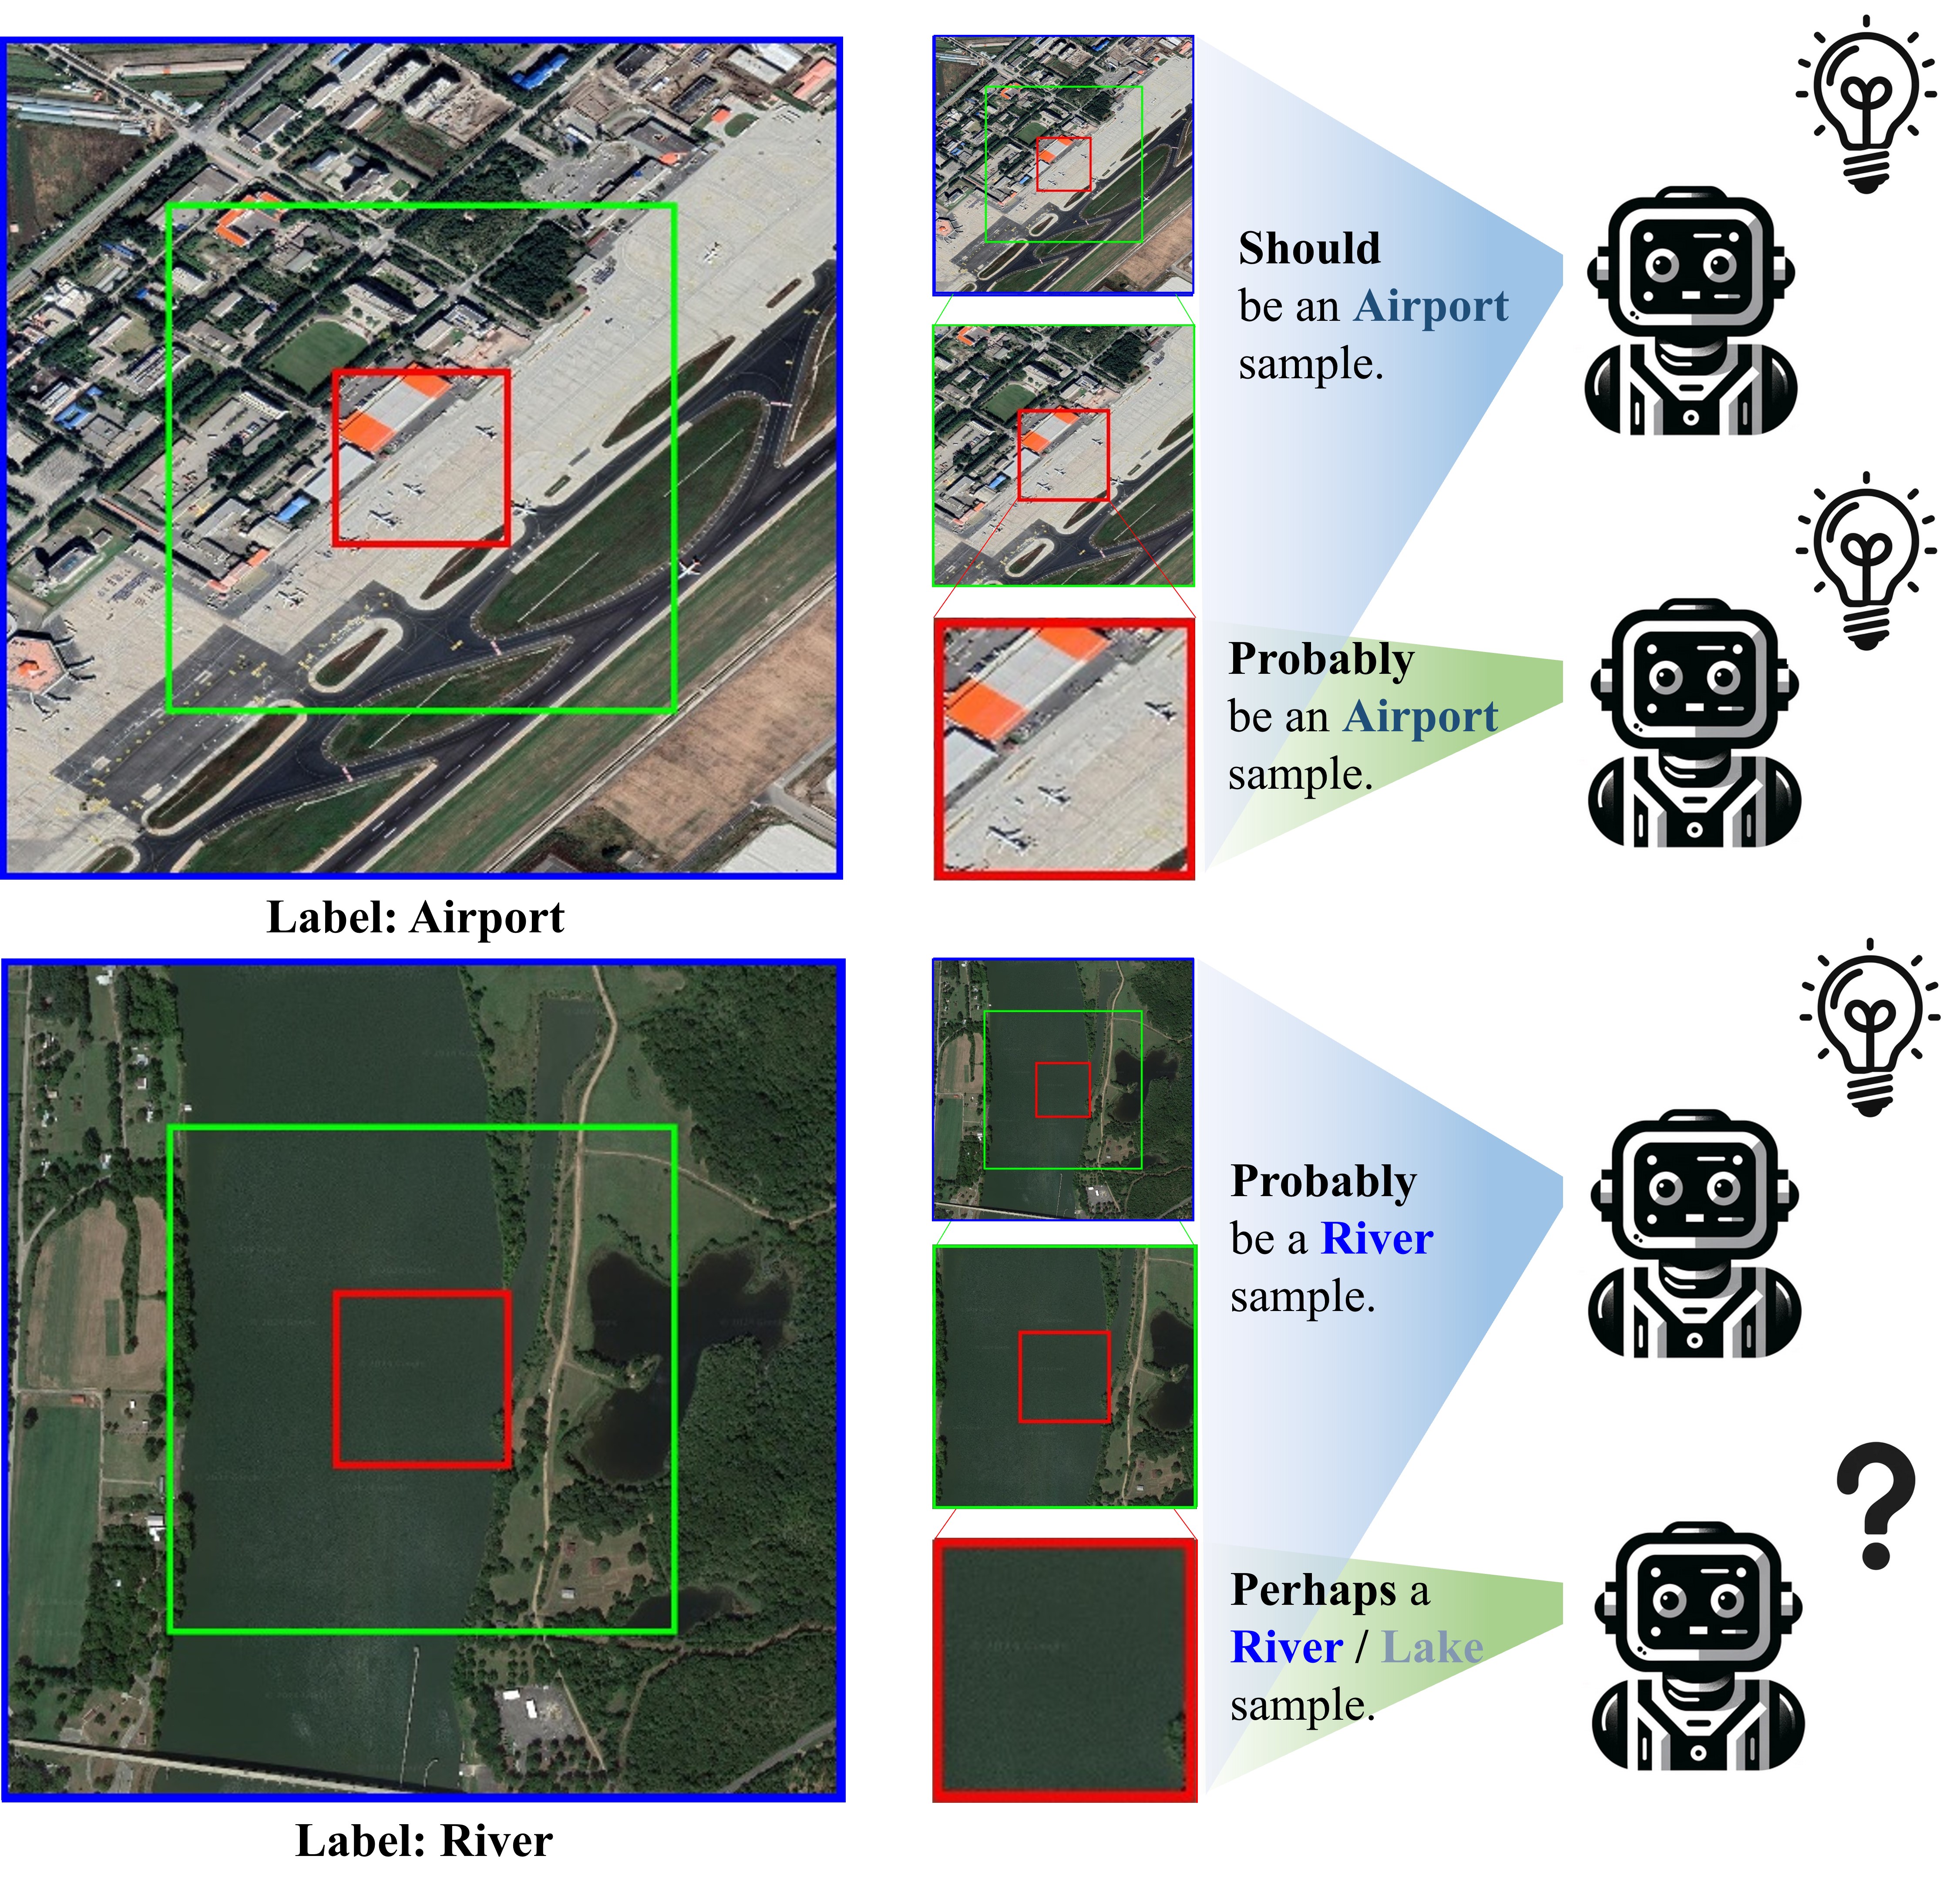 Should
be an Airport
sample.
Probably
be an Airport
sample.
Label: Airport
Probably
be a River
sample.
Perhaps a
River / Lake
sample.
Label: River